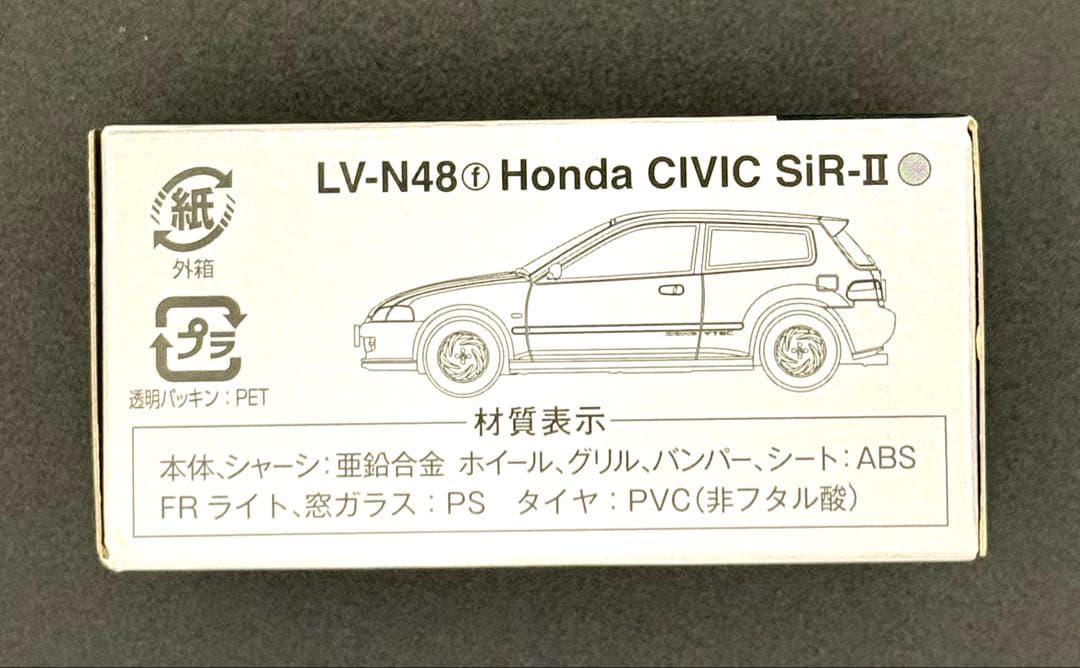 LV-N48ⓕ Honda CIVIC SiR-Ⅱ
紙
外箱
プラ
透明パッキン：PET
DOHC VTEC
材質表示
本体、シャーシ：亜鉛合金 ホイール、グリル、バンパー、シート：ABS
FR ライト、窓ガラス：PS タイヤ：PVC（非フタル酸）